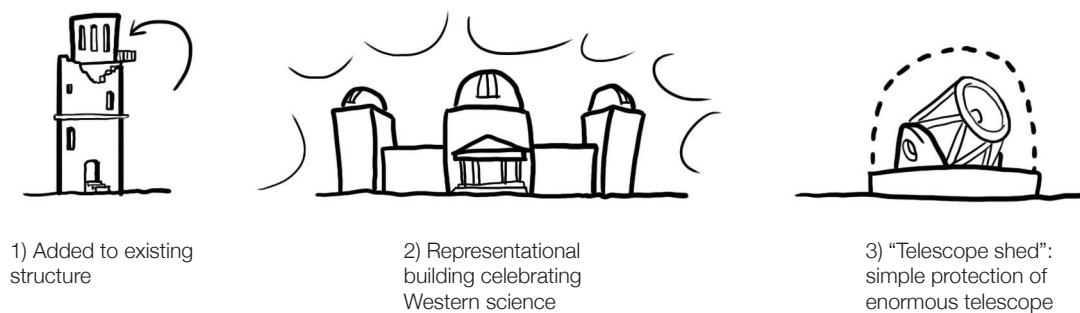 1) Added to existing
structure
2) Representational
building celebrating
Western science
3) “Telescope shed”:
simple protection of
enormous telescope